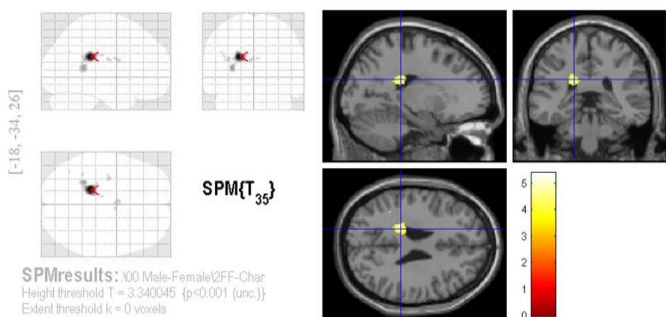 [-18, -34, 26]
SPM{T35}
SPMresults: .\00 Male-Female\2FF-Char
Height threshold T = 3.340045 {p<0.001 (unc.)}
Extent threshold k = 0 voxels
5
4
3
2
1
0